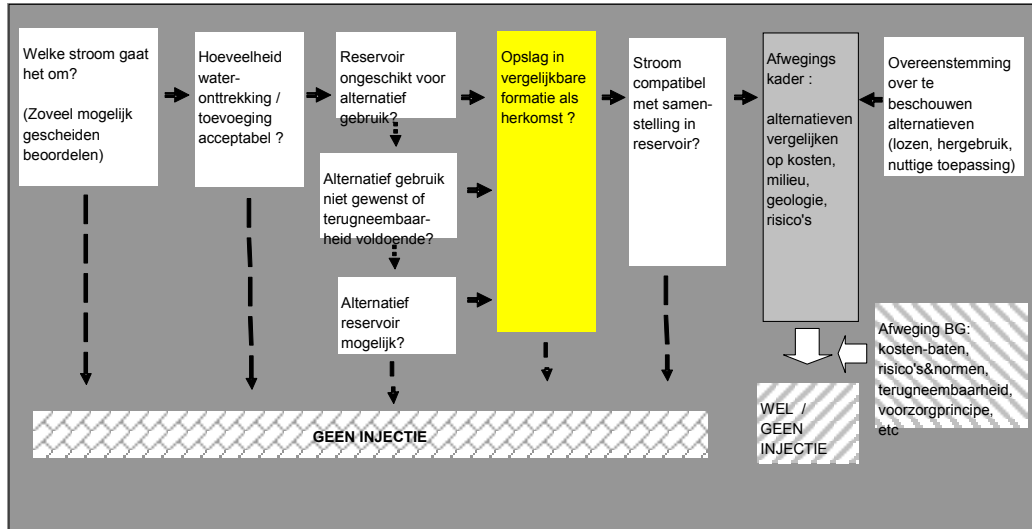 Welke stroom gaat
het om?
(Zoveel mogelijk
gescheiden
beoordelen)
Hoeveelheid
water-
onttrekking /
toevoeging
acceptabel ?
Reservoir
ongeschikt voor
alternatief
gebruik?
Alternatief gebruik
niet gewenst of
terugneembaar-
heid voldoende?
Alternatief
reservoir
mogelijk?
Opslag in
vergelijkbare
formatie als
herkomst ?
Stroom
compatibel
met samen-
stelling in
reservoir?
Afwegings
kader :
alternatieven
vergelijken
op kosten,
milieu,
geologie,
risico's
Overeenstemming
over te
beschouwen
alternatieven
(lozen, hergebruik,
nuttige toepassing)
Afweging BG:
kosten-baten,
risico's&normen,
terugneembaarheid,
voorzorgprincipe,
etc
WEL /
GEEN
INJECTIE
GEEN INJECTIE